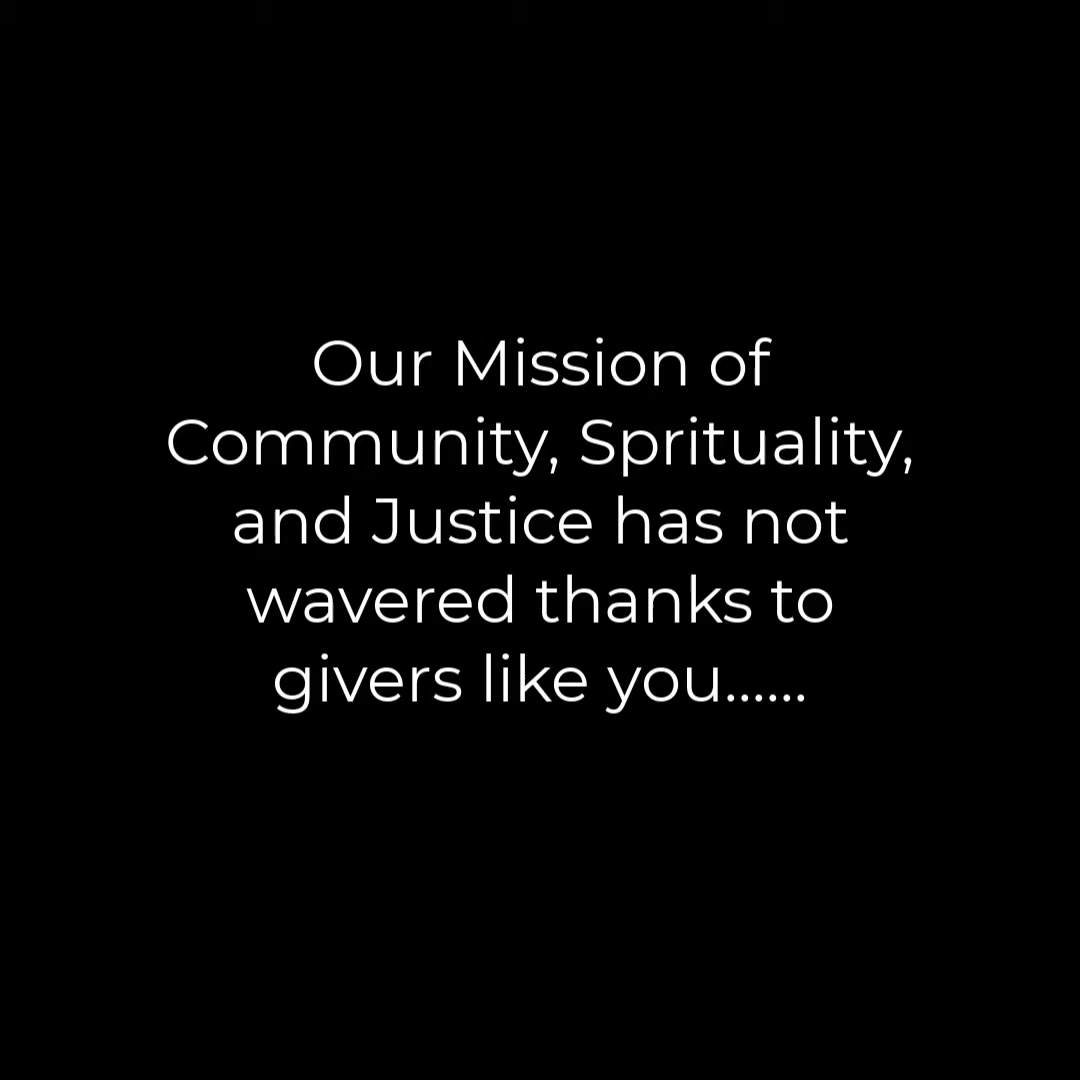 Our Mission of
Community, Sprituality,
and Justice has not
wavered thanks to
givers like you......